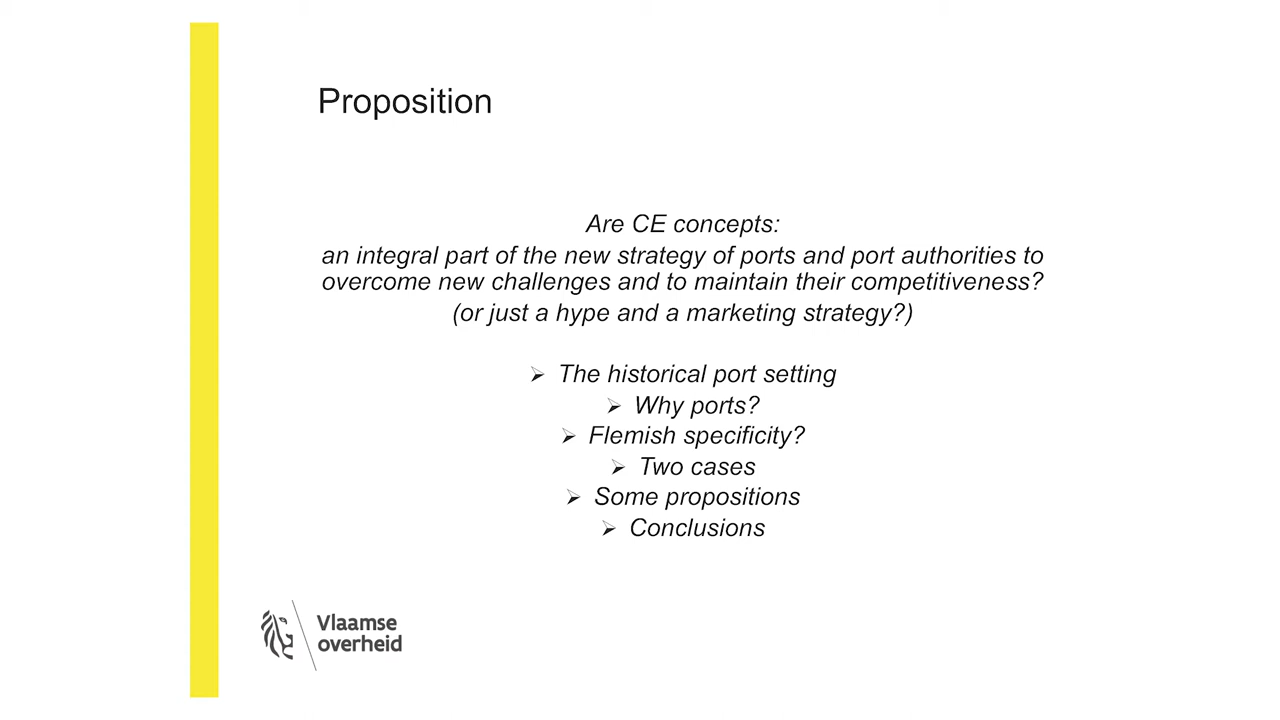 Proposition
Are CE concepts:
an integral part of the new strategy of ports and port authorities to
overcome new challenges and to maintain their competitiveness?
(or just a hype and a marketing strategy?)
➢ The historical port setting
➢ Why ports?
➢ Flemish specificity?
➢ Two cases
➢ Some propositions
➢ Conclusions
Vlaamse
overheid